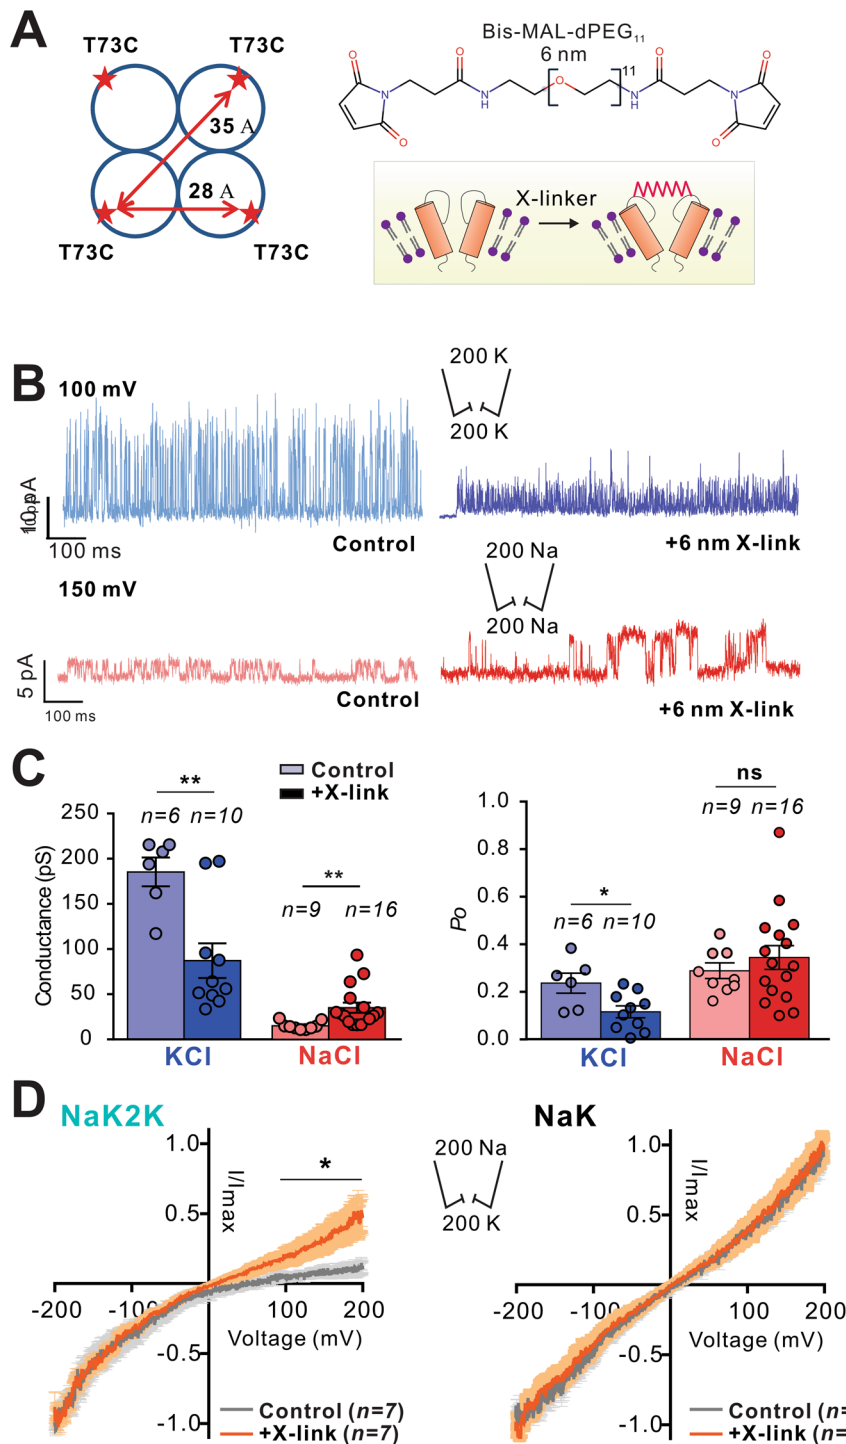 A
T73C
T73C
35 A
28 A
T73C
T73C
Bis-MAL-dPEG11
6 nm
O
O
O
N
N
H
O
11
O
N
H
N
O
O
X-linker
B
100 mV
200 K
200 K
10 pA
100 ms
Control
+6 nm X-link
150 mV
200 Na
200 Na
5 pA
100 ms
Control
+6 nm X-link
C
Control
+X-link
Conductance (pS)
250
200
150
100
50
0
**
n=6
n=10
**
n=9
n=16
KCl
NaCl
Po
1.0
0.8
0.6
0.4
0.2
0.0
*
n=6
n=10
ns
n=9
n=16
KCl
NaCl
D
NaK2K
1.0
0.5
-0.5
-1.0
I/Imax
*
-200
-100
100
200
Voltage (mV)
Control (n=7)
+X-link (n=7)
200 Na
200 K
NaK
1.0
0.5
-0.5
-1.0
I/Imax
-200
-100
100
200
Voltage (mV)
Control (n=
+X-link (n=